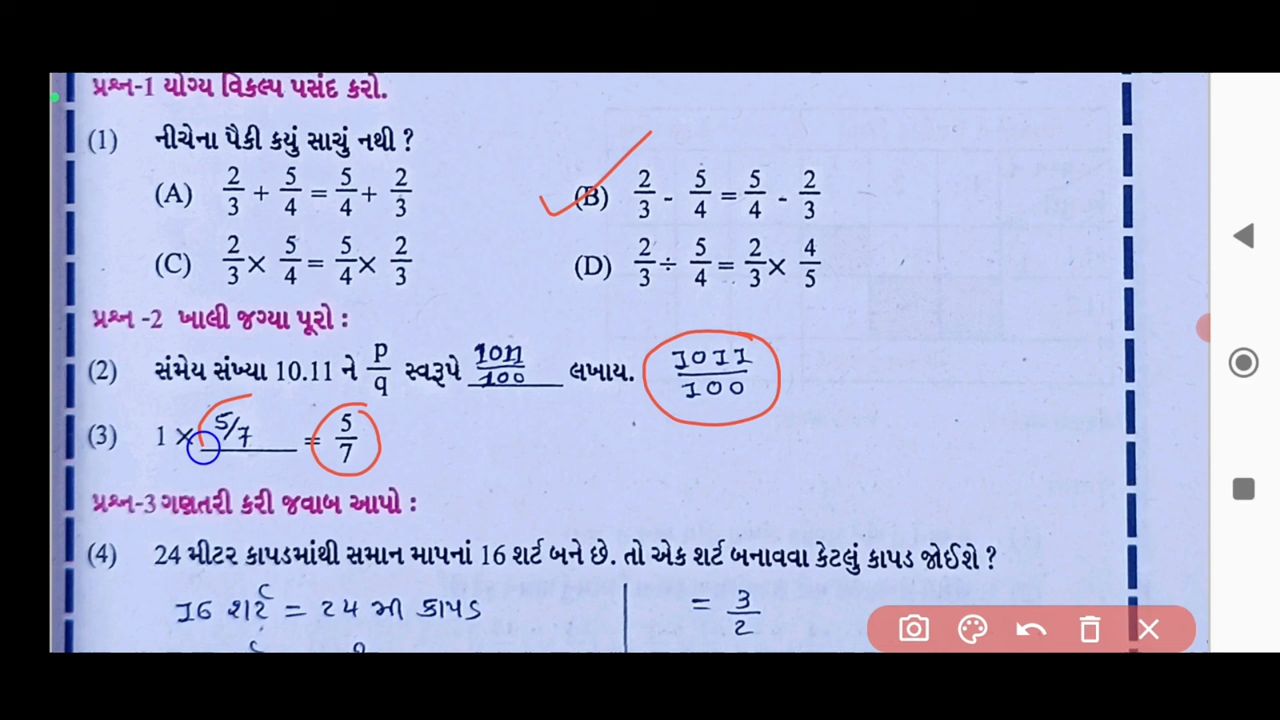 પ્રશ્ન-1 યોગ્ય વિકલ્પ પસંદ કરો.
(1) નીચેના પૈકી કયું સાચું નથી ?
(A) 2/3 + 5/4 = 5/4 + 2/3 (B) 2/3 - 5/4 = 5/4 - 2/3
(C) 2/3 × 5/4 = 5/4 × 2/3 (D) 2/3 ÷ 5/4 = 2/3 × 4/5
પ્રશ્ન -2 ખાલી જગ્યા પૂરો :
(2) સંમેય સંખ્યા 10.11 ને p/q સ્વરૂપે 1011/100 લખાય. 1011/100
(3) 1 × 5/7 = 5/7
પ્રશ્ન-3 ગણતરી કરી જવાબ આપો :
(4) 24 મીટર કાપડમાંથી સમાન માપનાં 16 શર્ટ બને છે. તો એક શર્ટ બનાવવા કેટલું કાપડ જોઈશે ?
16 શર્ટ = 24 મી કાપડ = 3/2